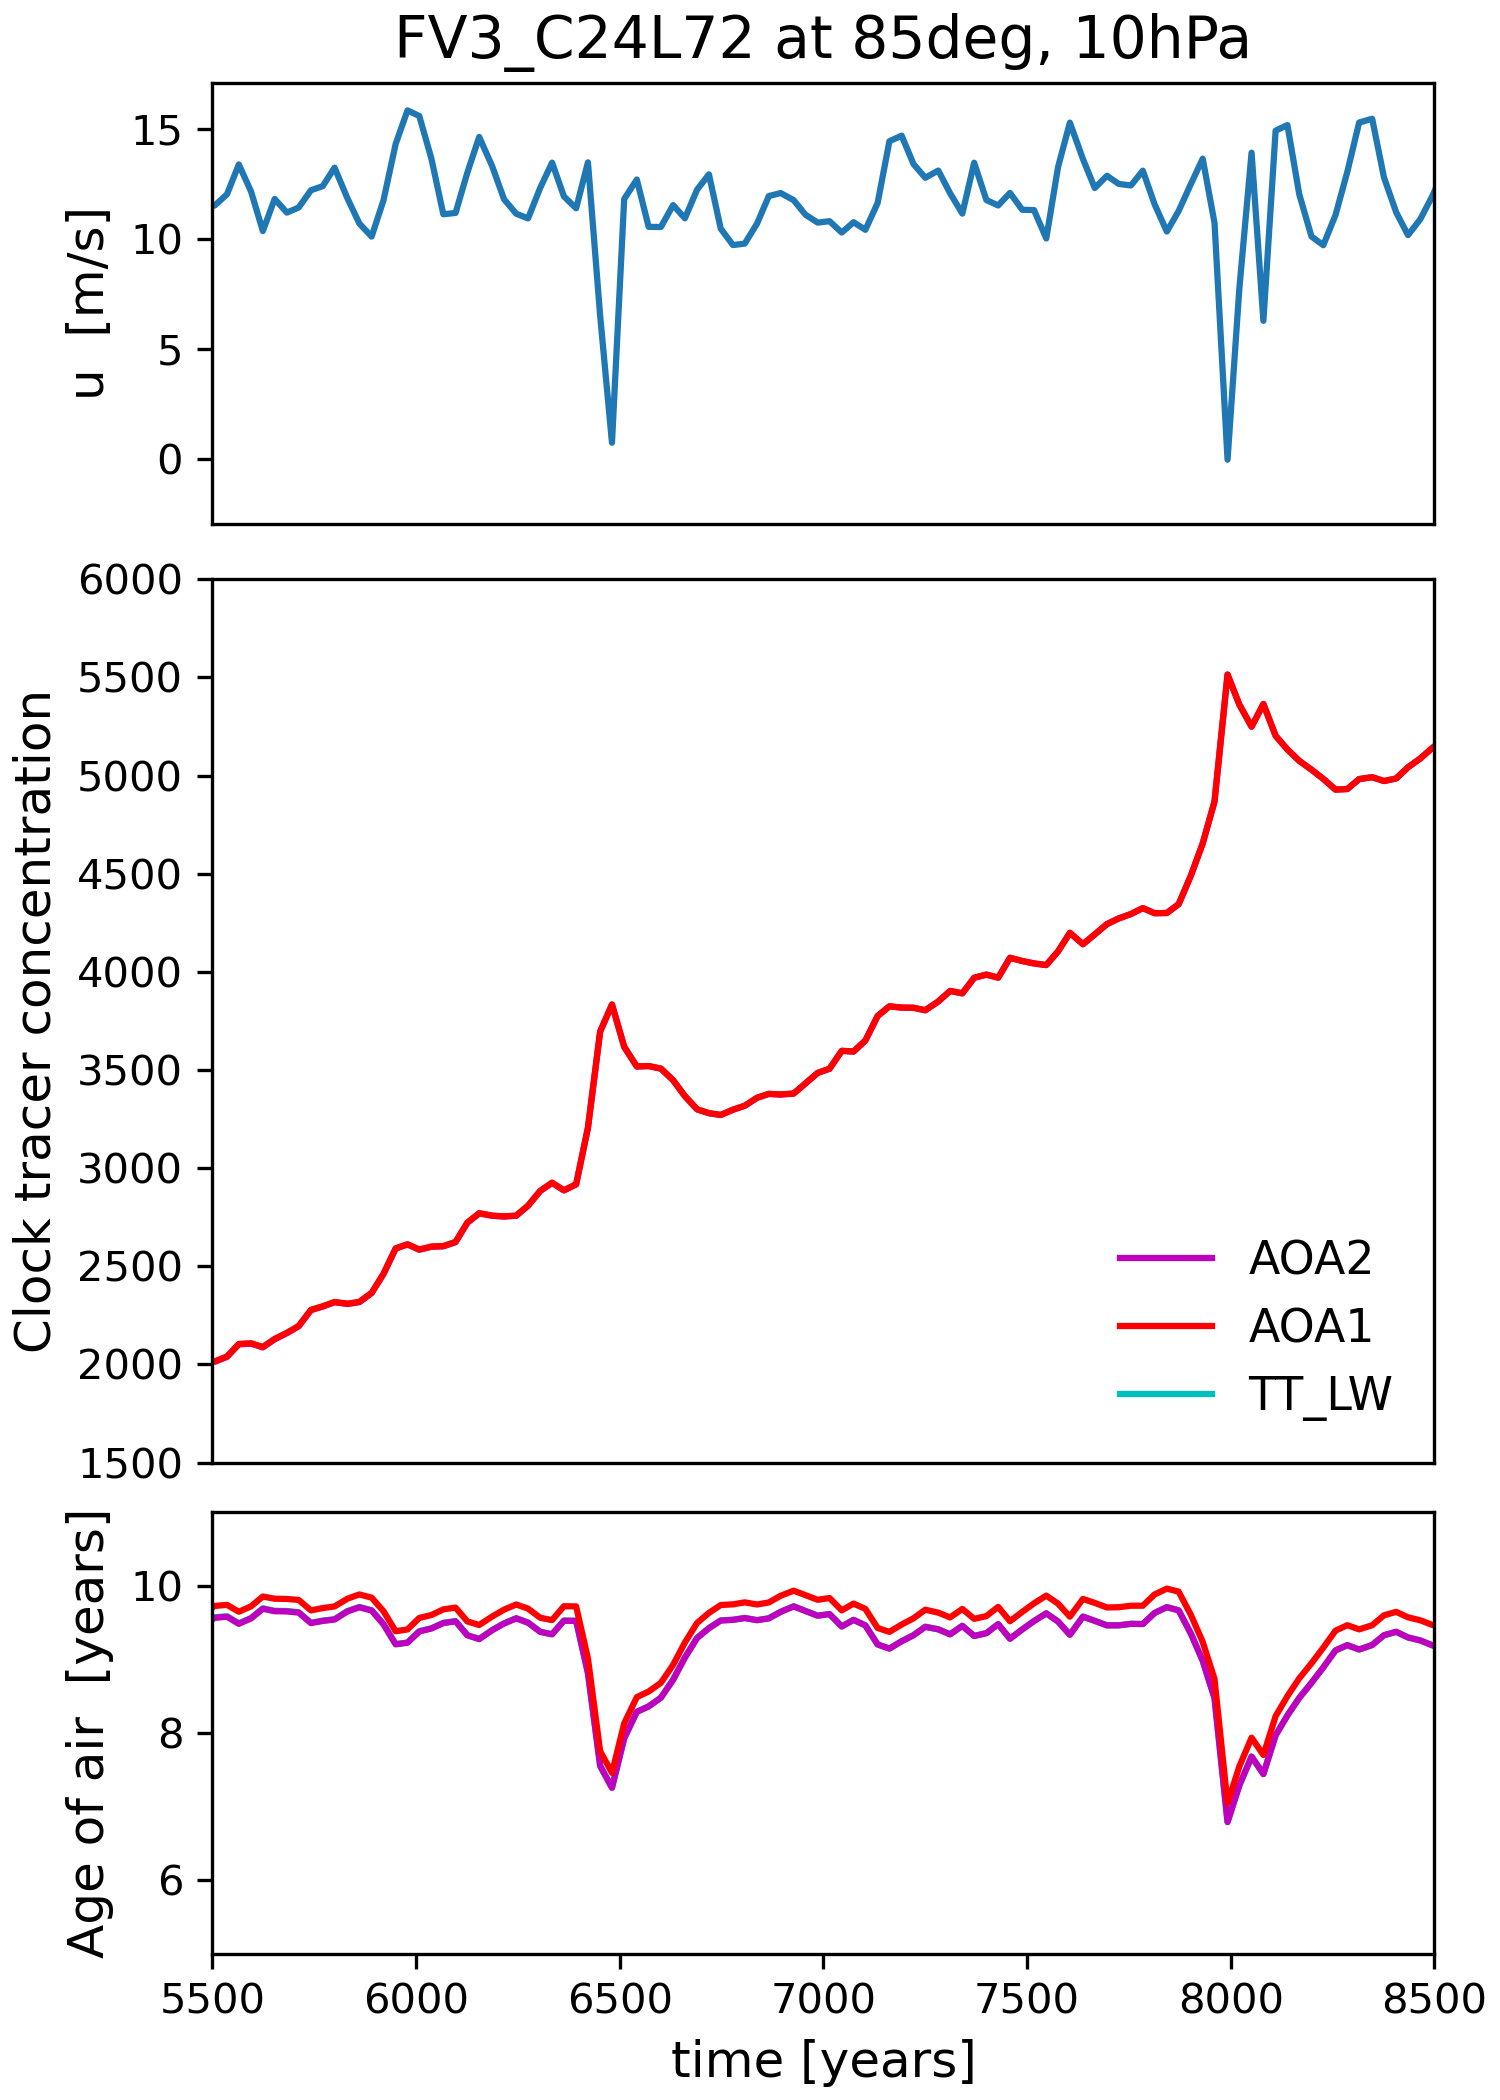 FV3_C24L72 at 85deg, 10hPa
15
10
5
0
u [m/s]
6000
5500
5000
4500
4000
3500
3000
2500
2000
1500
Clock tracer concentration
AOA2
AOA1
TT_LW
10
8
6
Age of air [years]
5500 6000 6500 7000 7500 8000 8500
time [years]